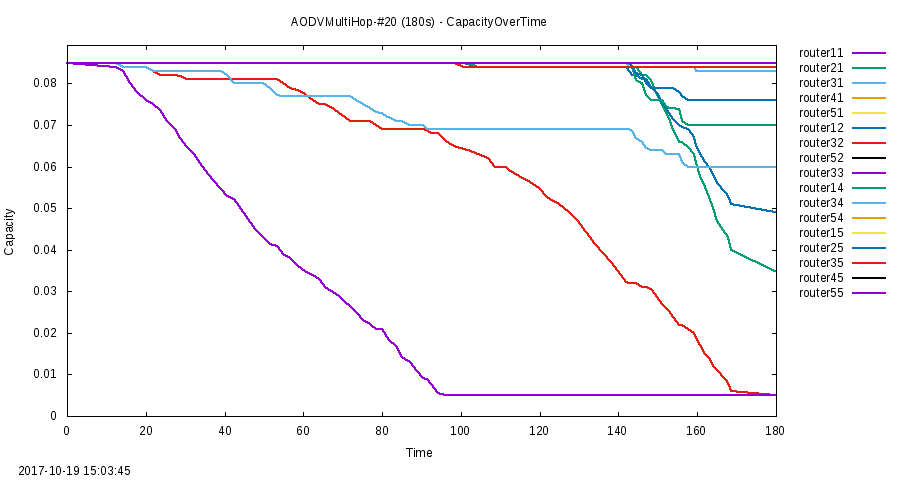 AODVMultiHop-#20 (180s) - CapacityOverTime
router11
router21
router31
router41
router51
router12
router32
router52
router33
router14
router34
router54
router15
router25
router35
router45
router55
Capacity
0.08
0.07
0.06
0.05
0.04
0.03
0.02
0.01
0
0 20 40 60 80 100 120 140 160 180
Time
2017-10-19 15:03:45